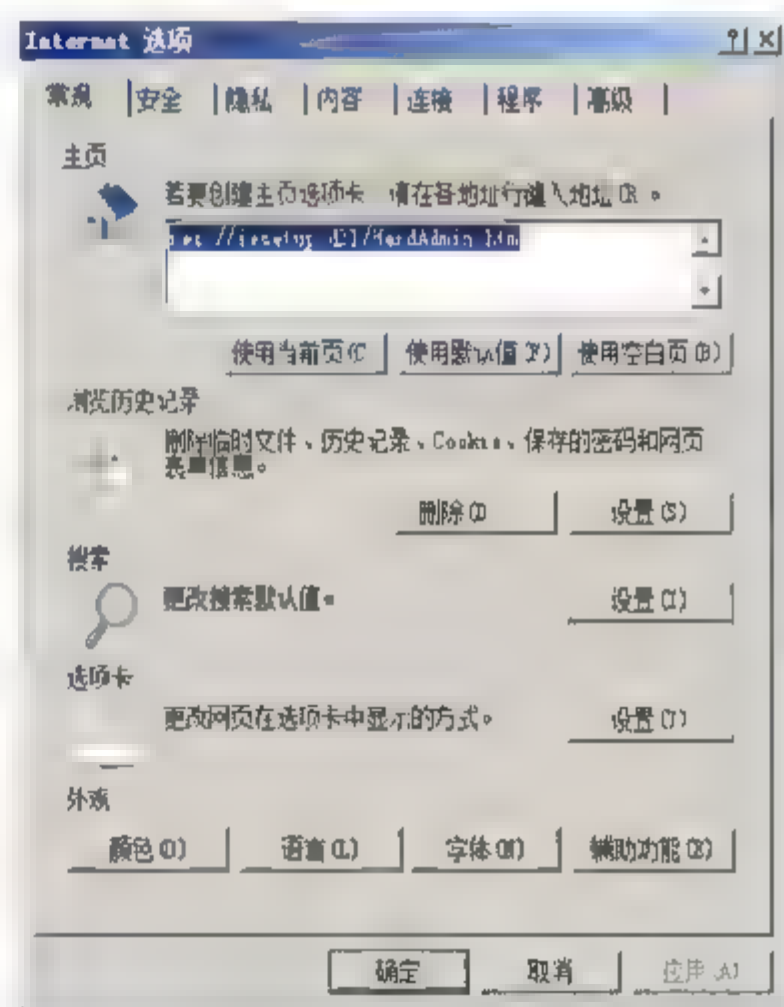 Internet 选项
常规 安全 隐私 内容 连接 程序 高级
主页
若要创建主页选项卡 请在各地址行键入地址(R)。
res://iesetup.dll/HardAdmin.htm
使用当前页(C) 使用默认值(F) 使用空白页(B)
浏览历史记录
删除临时文件、历史记录、Cookie、保存的密码和网页
表单信息。
删除(D) 设置(S)
搜索
更改搜索默认值。
设置(I)
选项卡
更改网页在选项卡中显示的方式。
设置(T)
外观
颜色(O) 语言(L) 字体(N) 辅助功能(E)
确定 取消 应用(A)